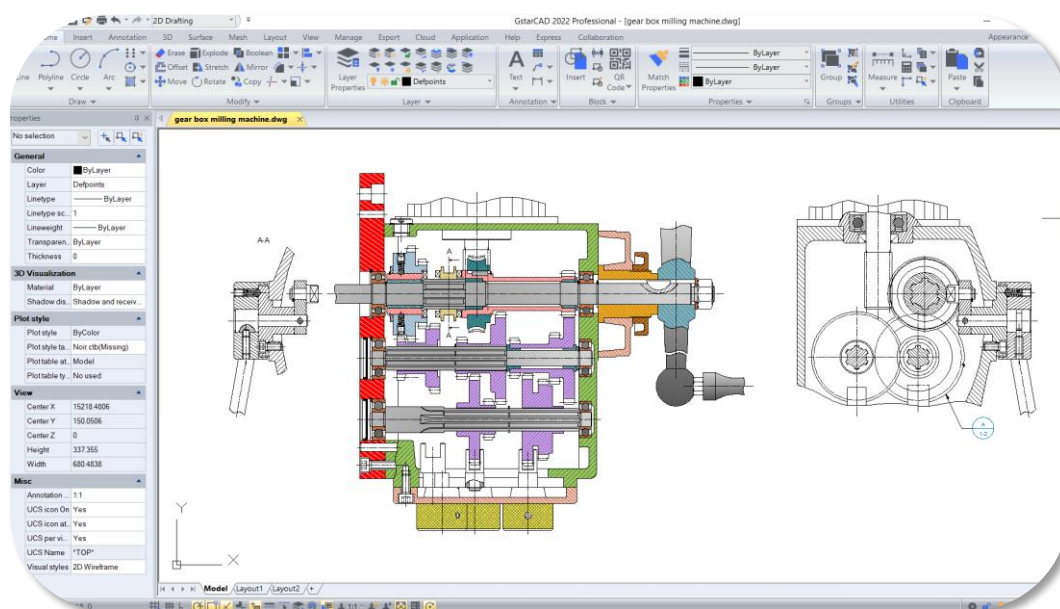 2D Drafting
GstarCAD 2022 Professional - [gear box milling machine.dwg]
Insert Annotation 3D Surface Mesh View Manage Export Cloud Application Help Express Collaboration Appearance
Polyline Circle Arc
Erase Explode Boolean
Offset Stretch Mirror
Move Rotate Copy
Layer
Properties
Defpoints
Text
Insert
QR
Code
Match
Properties
ByLayer
ByLayer
ByLayer
Group
Measure
Paste
Draw Modify Layer Annotation Block Properties Groups Utilities Clipboard
gear box milling machine.dwg
No selection
General
Color ByLayer
Layer Defpoints
Linetype ByLayer
Linetype sc... 1
Lineweight ByLayer
Transparen... ByLayer
Thickness 0
3D Visualization
Material ByLayer
Shadow dis... Shadow and receiv...
Plot style
Plot style ByColor
Plot style ta... Noir.ctb(Missing)
Plot table at... Model
Plot table ty... No used
View
Center X 15218.4806
Center Y 150.0506
Center Z 0
Height 337.355
Width 680.4838
Misc
Annotation ... 1:1
UCS icon On Yes
UCS icon at... Yes
UCS per vi... Yes
UCS Name *TOP*
Visual styles 2D Wireframe
A-A
A
A
A
1-2
Y
X
Model Layout1 Layout2 +
1:1